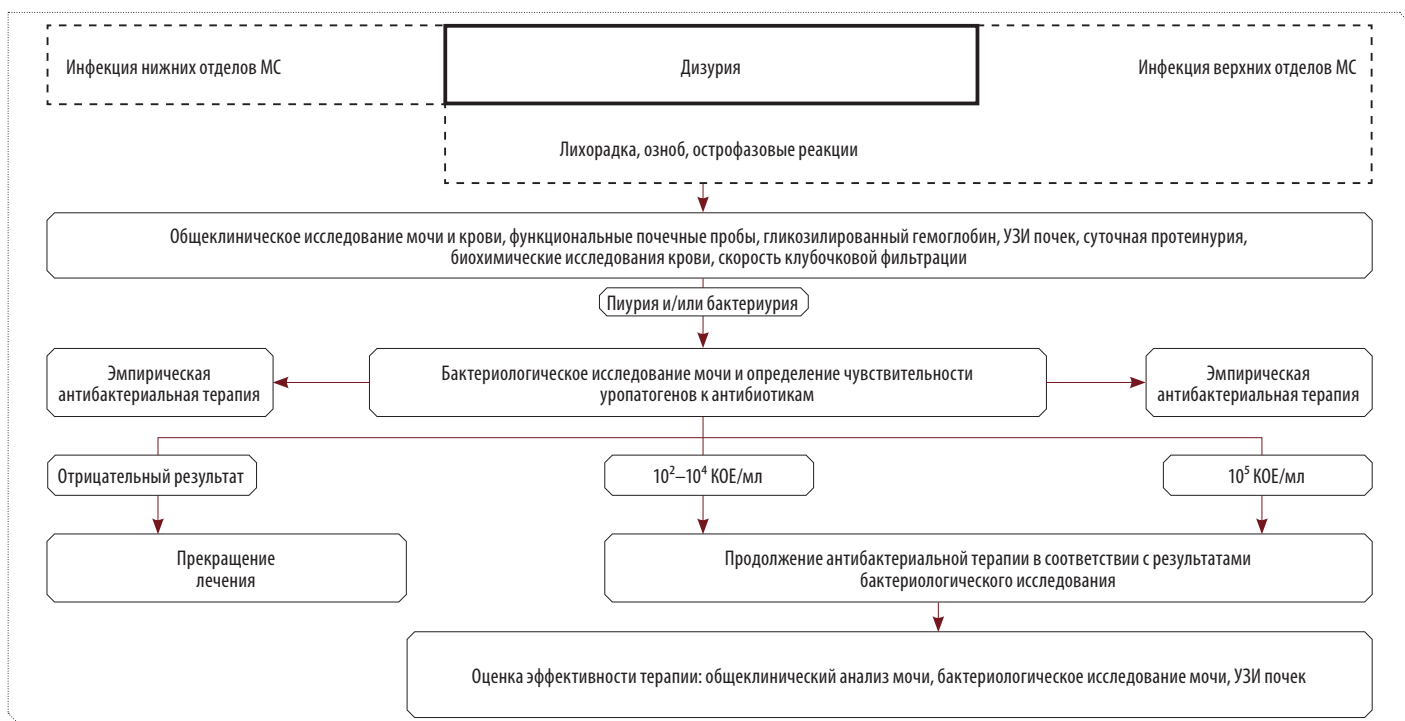 Инфекция нижних отделов МС
Дизурия
Инфекция верхних отделов МС
Лихорадка, озноб, острофазовые реакции
Общеклиническое исследование мочи и крови, функциональные почечные пробы, гликозилированный гемоглобин, УЗИ почек, суточная протеинурия,
биохимические исследования крови, скорость клубочковой фильтрации
Пиурия и/или бактериурия
Эмпирическая
антибактериальная терапия
Бактериологическое исследование мочи и определение чувствительности
уропатогенов к антибиотикам
Эмпирическая
антибактериальная терапия
Отрицательный результат
10²–10⁴ КОЕ/мл
10⁵ КОЕ/мл
Прекращение
лечения
Продолжение антибактериальной терапии в соответствии с результатами
бактериологического исследования
Оценка эффективности терапии: общеклинический анализ мочи, бактериологическое исследование мочи, УЗИ почек